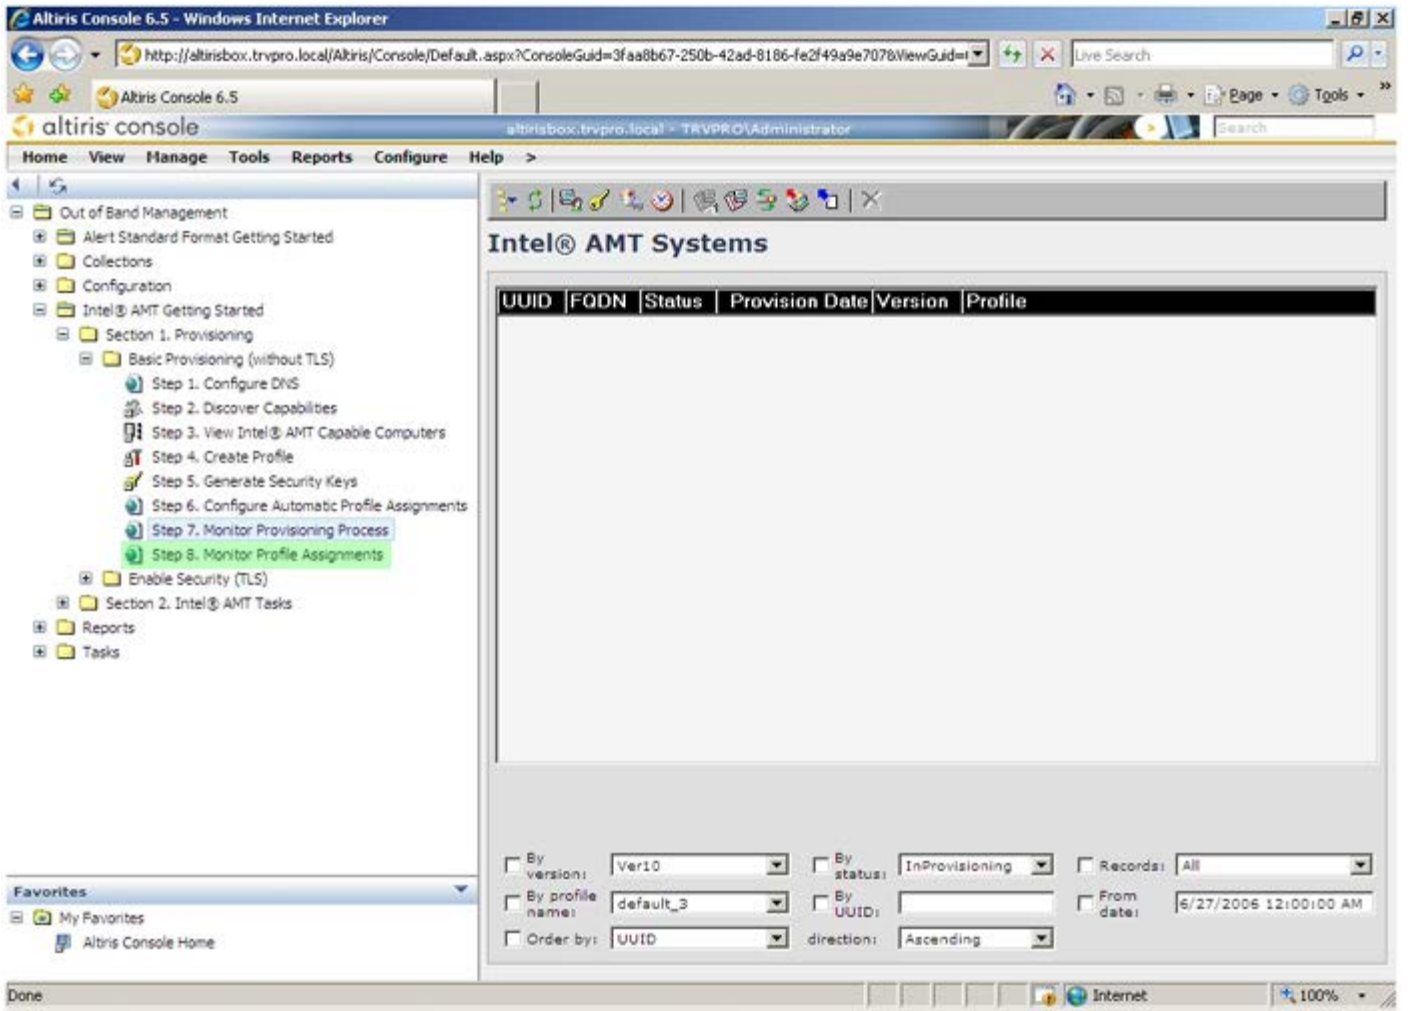 Altiris Console 6.5 - Windows Internet Explorer
http://altirisbox.trvpro.local/Altiris/Console/Default.aspx?ConsoleGuid=3faa8b67-250b-42ad-8186-fe2f49a9e707&ViewGuid=
Live Search
Altiris Console 6.5
Page
Tools
altiris console
altirisbox.trvpro.local - TRVPRO\Administrator
Search
Home View Manage Tools Reports Configure Help >
Out of Band Management
Alert Standard Format Getting Started
Collections
Configuration
Intel® AMT Getting Started
Section 1. Provisioning
Basic Provisioning (without TLS)
Step 1. Configure DNS
Step 2. Discover Capabilities
Step 3. View Intel® AMT Capable Computers
Step 4. Create Profile
Step 5. Generate Security Keys
Step 6. Configure Automatic Profile Assignments
Step 7. Monitor Provisioning Process
Step 8. Monitor Profile Assignments
Enable Security (TLS)
Section 2. Intel® AMT Tasks
Reports
Tasks
Favorites
My Favorites
Altiris Console Home
Intel® AMT Systems
UUID FQDN Status Provision Date Version Profile
By version: Ver10 By status: InProvisioning Records: All
By profile name: default_3 By UUID: From date: 6/27/2006 12:00:00 AM
Order by: UUID direction: Ascending
Done
Internet
100%